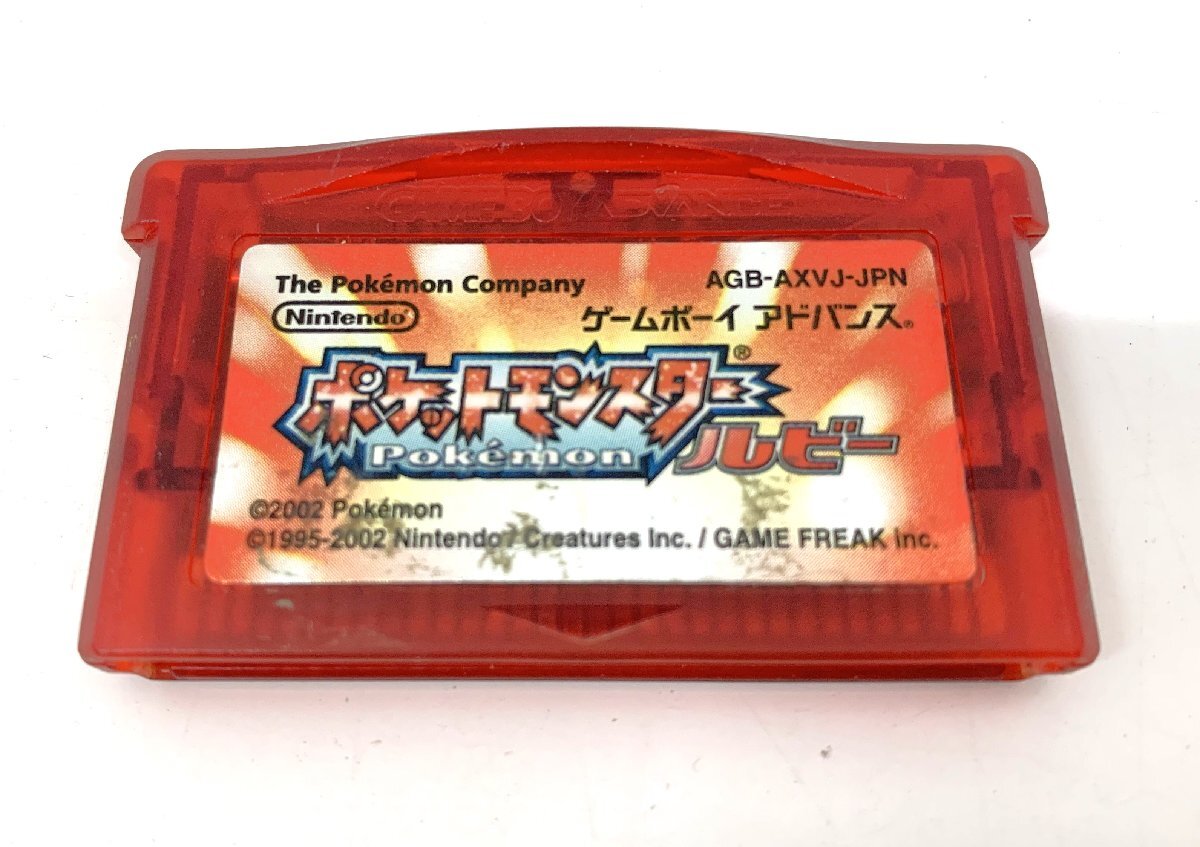 GAME BOY ADVANCE
The Pokémon Company
AGB-AXVJ-JPN
Nintendo®
ゲームボーイ アドバンス®
ポケットモンスター®
Pokémon
ルビー
©2002 Pokémon
©1995-2002 Nintendo / Creatures Inc. / GAME FREAK inc.